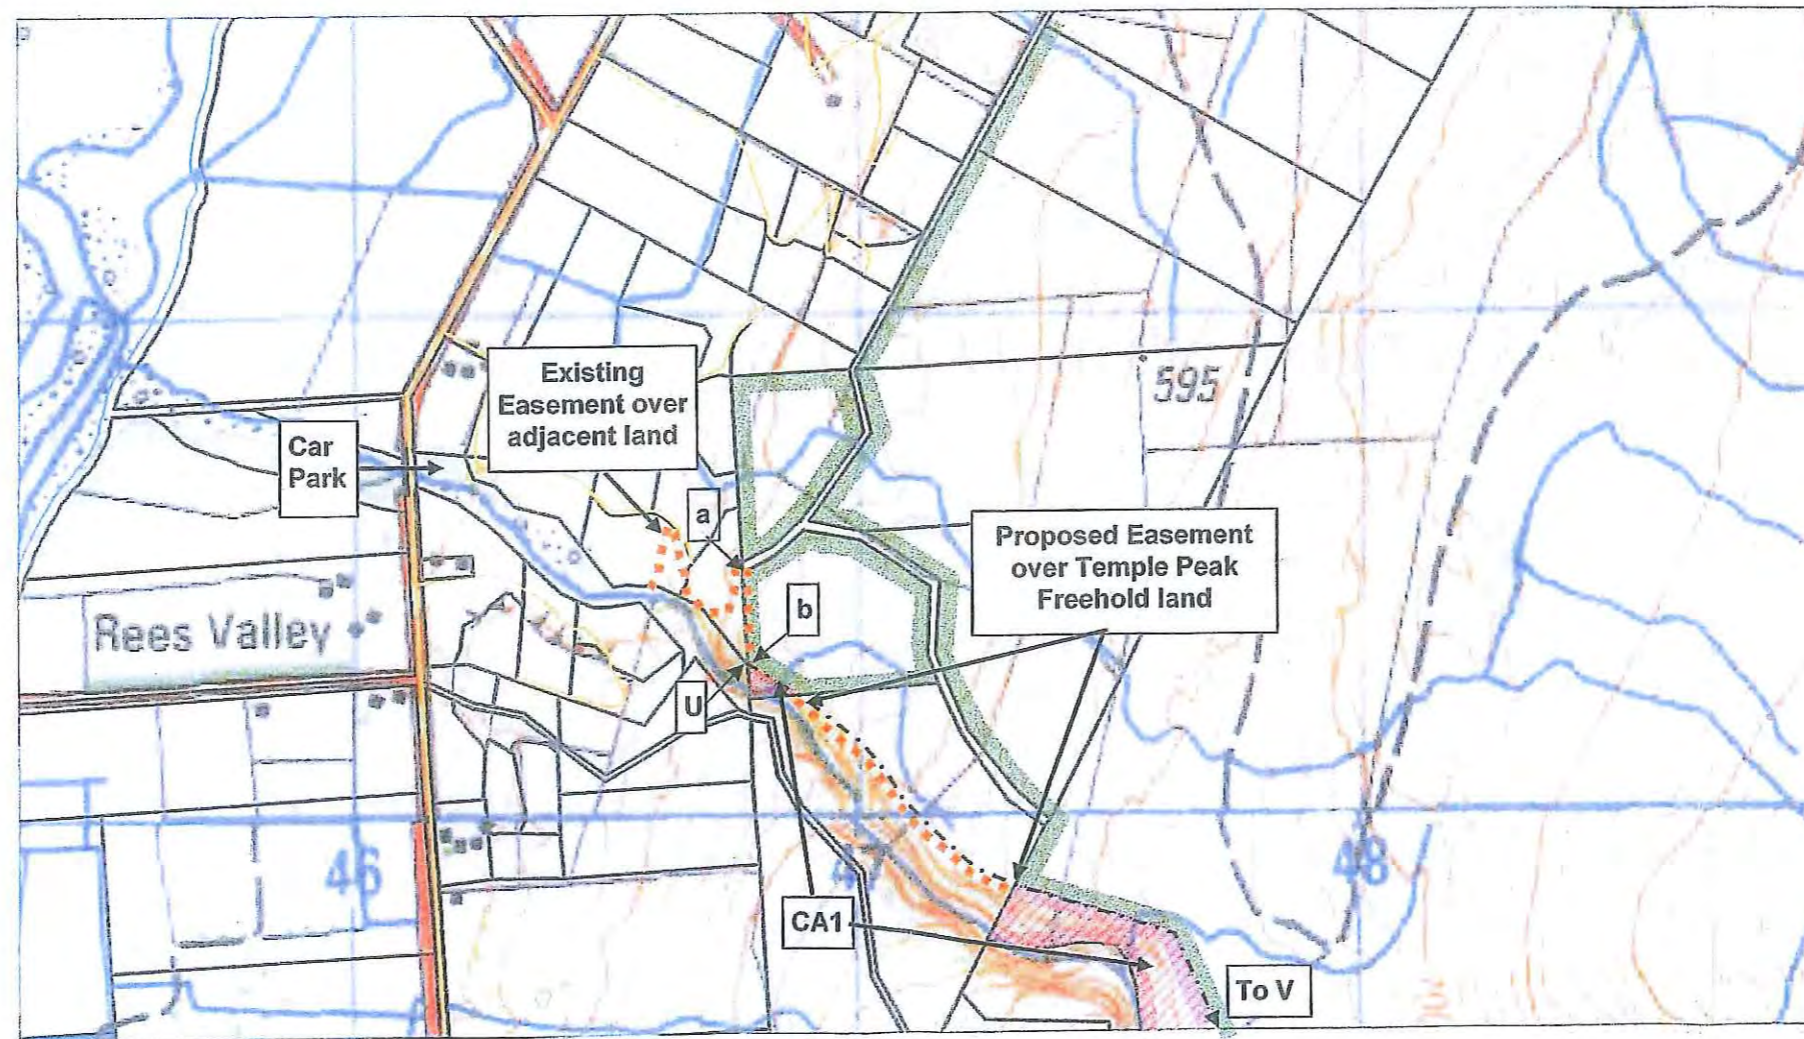 595
Existing
Easement over
adjacent land
Car
Park
a
Proposed Easement
over Temple Peak
Freehold land
b
Rees Valley
U
46
48
CA1
To V